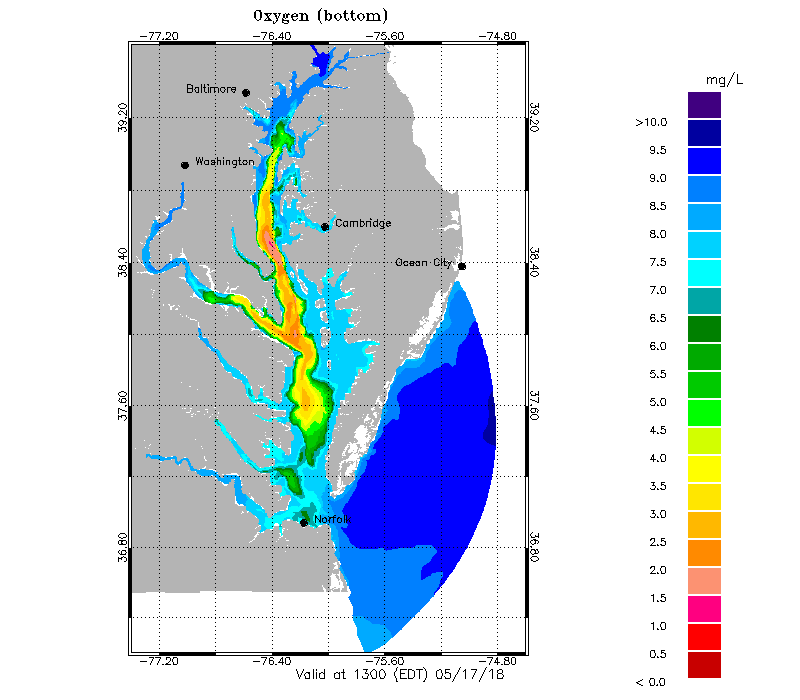 Oxygen (bottom)
−77.20 −76.40 −75.60 −74.80
mg/L
Baltimore
39.20 39.20
>10.0
9.5
Washington
9.0
8.5
Cambridge
8.0
38.40 Ocean City 38.40
7.5
7.0
6.5
6.0
5.5
5.0
37.60 37.60
4.5
4.0
3.5
3.0
Norfolk
2.5
36.80 36.80
2.0
1.5
1.0
0.5
−77.20 −76.40 −75.60 −74.80
Valid at 1300 (EDT) 05/17/18
< 0.0